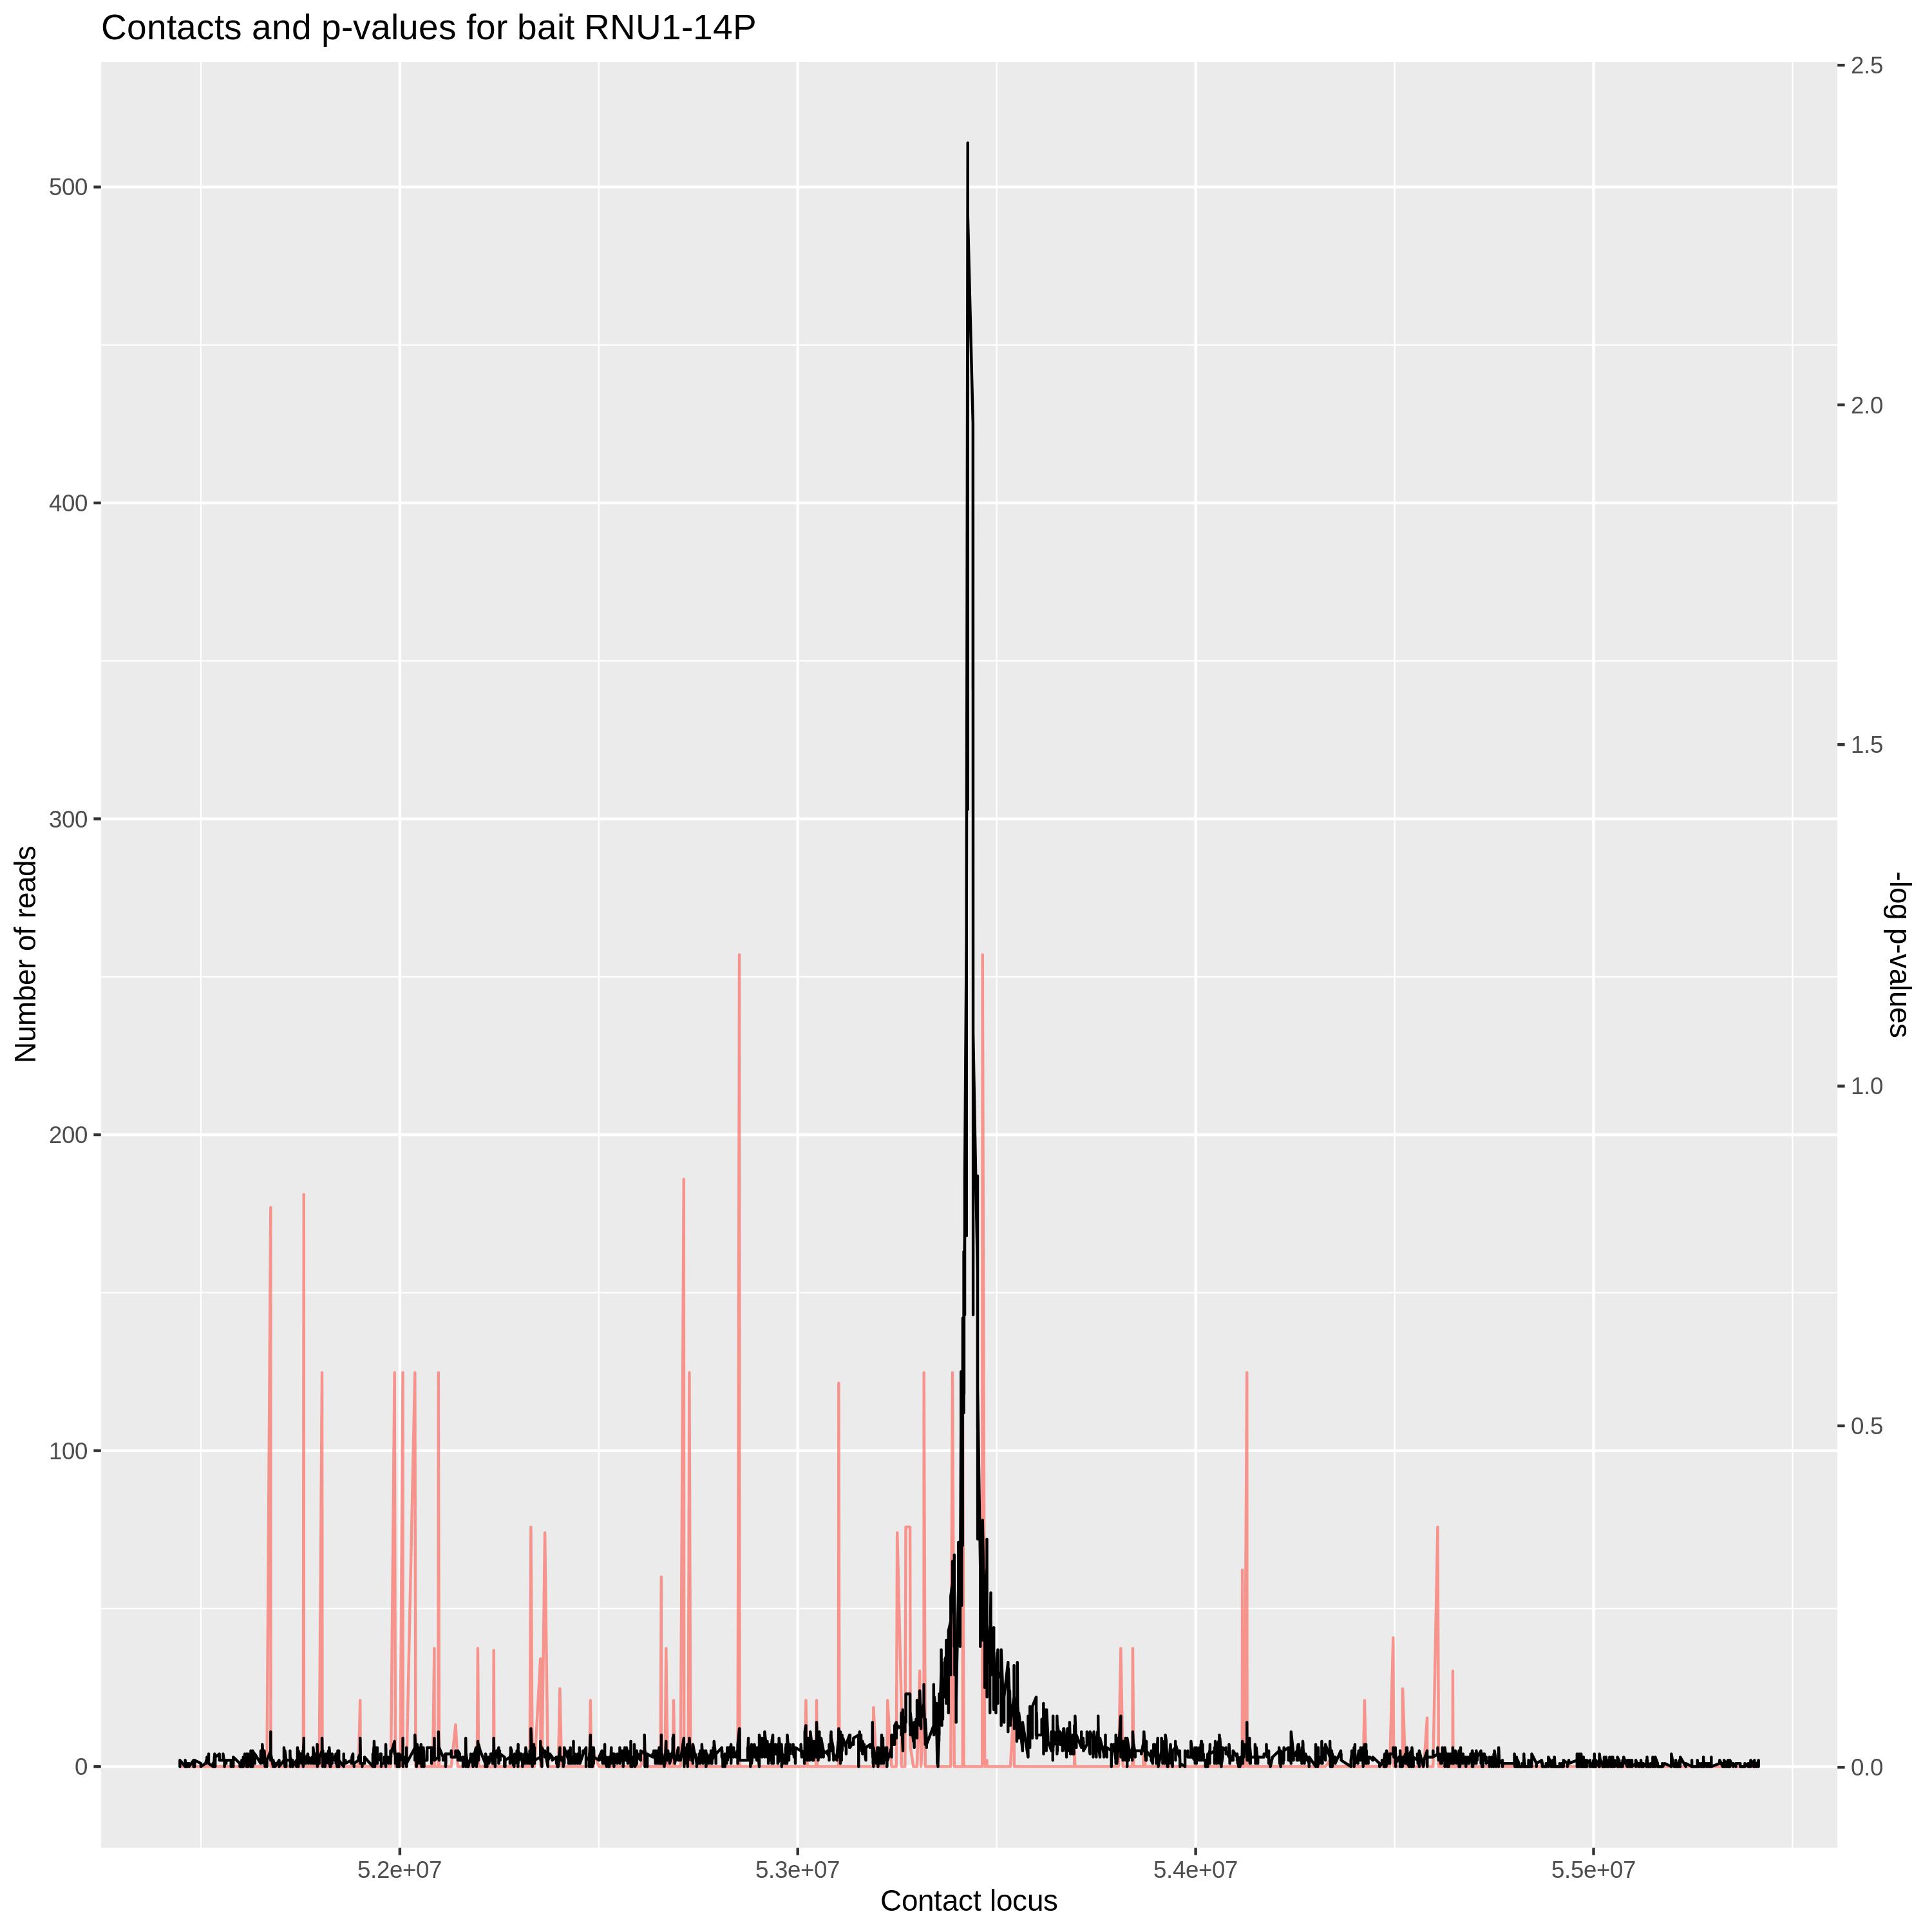 Contacts and p-values for bait RNU1-14P
2.5
500
2.0
400
1.5
300
Number of reads
-log p-values
1.0
200
0.5
100
0
0.0
5.2e+07 5.3e+07 5.4e+07 5.5e+07
Contact locus